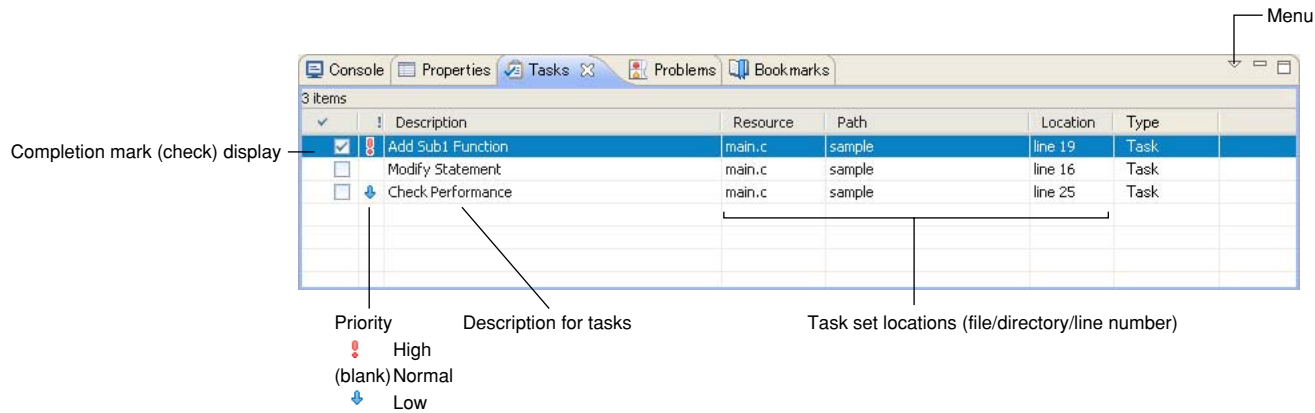 Menu
Console Properties Tasks Problems Bookmarks
3 items
! Description Resource Path Location Type
Completion mark (check) display
Add Sub1 Function main.c sample line 19 Task
Modify Statement main.c sample line 16 Task
Check Performance main.c sample line 25 Task
Priority Description for tasks Task set locations (file/directory/line number)
High
(blank) Normal
Low